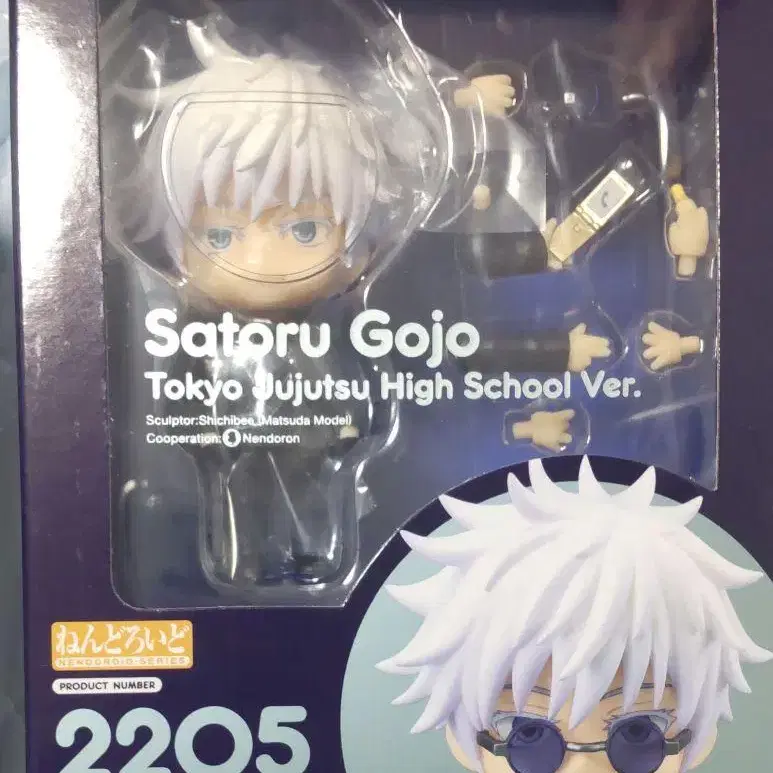 Satoru Gojo
Tokyo Jujutsu High School Ver.
Sculptor:Shichibee (Matsuda Model)
Cooperation: Nendoron
ねんどろいど
NENDOROID SERIES
PRODUCT NUMBER
2205